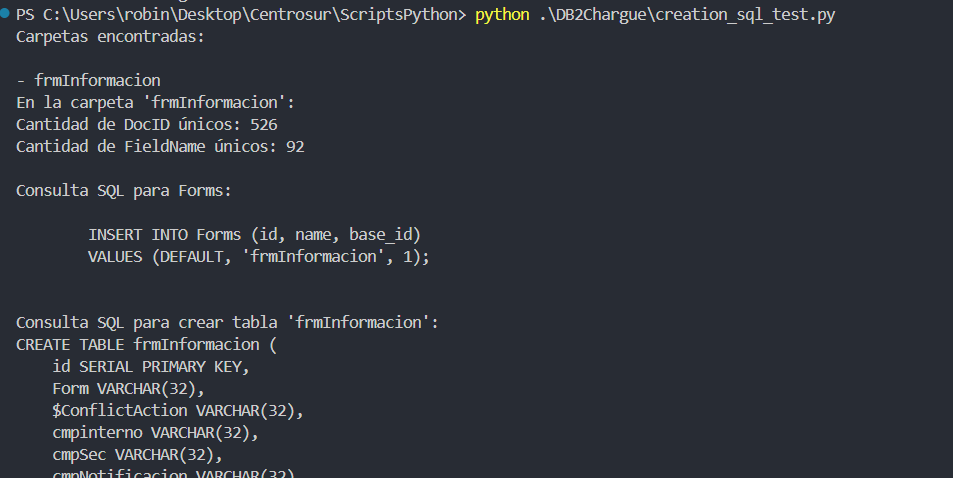 PS C:\Users\robin\Desktop\Centrosur\ScriptsPython> python .\DB2Chargue\creation_sql_test.py
Carpetas encontradas:
- frmInformacion
En la carpeta 'frmInformacion':
Cantidad de DocID únicos: 526
Cantidad de FieldName únicos: 92
Consulta SQL para Forms:
INSERT INTO Forms (id, name, base_id)
VALUES (DEFAULT, 'frmInformacion', 1);
Consulta SQL para crear tabla 'frmInformacion':
CREATE TABLE frmInformacion (
id SERIAL PRIMARY KEY,
Form VARCHAR(32),
$ConflictAction VARCHAR(32),
cmpinterno VARCHAR(32),
cmpSec VARCHAR(32),
cmpNotificacion VARCHAR(32)